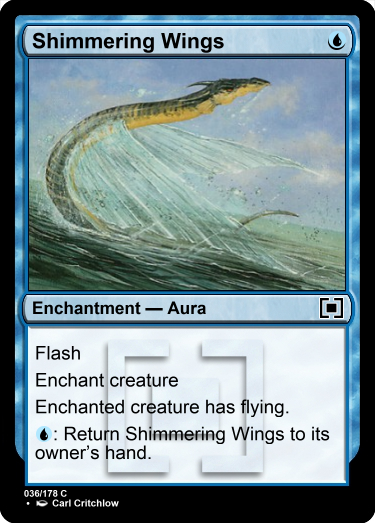 Shimmering Wings
Enchantment — Aura
Flash
Enchant creature
Enchanted creature has flying.
: Return Shimmering Wings to its
owner's hand.
036/178 C
• Carl Critchlow